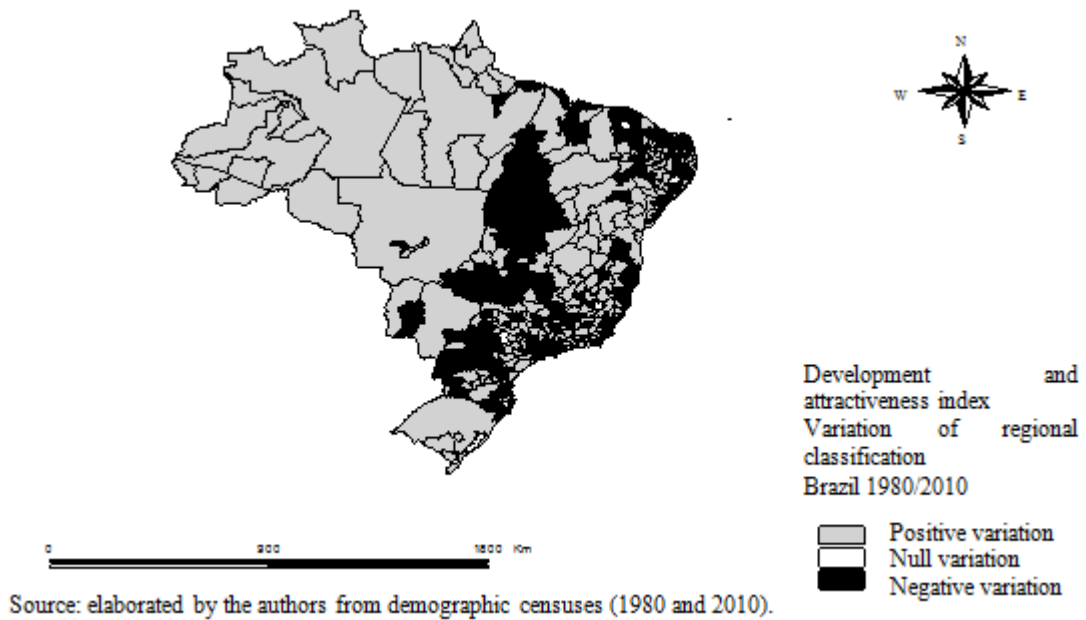 N
W E
S
Development and
attractiveness index
Variation of regional
classification
Brazil 1980/2010
Positive variation
Null variation
Negative variation
0 900 1800 Km
Source: elaborated by the authors from demographic censuses (1980 and 2010).